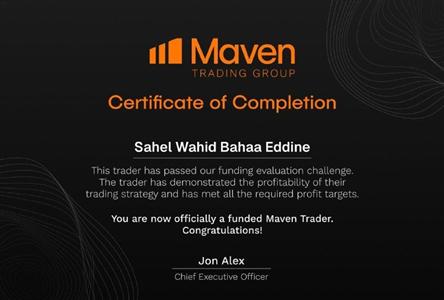 Maven
TRADING GROUP
Certificate of Completion
Sahel Wahid Bahaa Eddine
This trader has passed our funding evaluation challenge.
The trader has demonstrated the profitability of their
trading strategy and has met all the required profit targets.
You are now officially a funded Maven Trader.
Congratulations!
Jon Alex
Chief Executive Officer